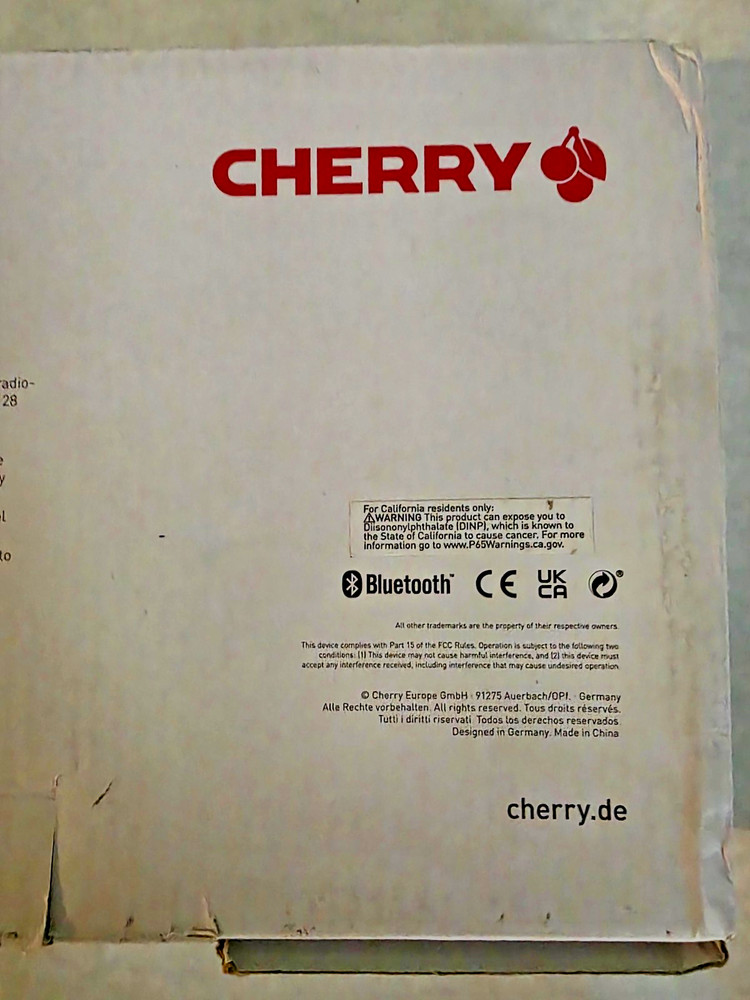 CHERRY
radio-
28
y
to
For California residents only:
⚠WARNING This product can expose you to
Diisononylphthalate (DINP), which is known to
the State of California to cause cancer. For more
information go to www.P65Warnings.ca.gov.
Bluetooth™ CE UK CA ®
All other trademarks are the property of their respective owners.
This device complies with Part 15 of the FCC Rules. Operation is subject to the following two
conditions: (1) This device may not cause harmful interference, and (2) this device must
accept any interference received, including interference that may cause undesired operation.
© Cherry Europe GmbH · 91275 Auerbach/OPf. · Germany
Alle Rechte vorbehalten. All rights reserved. Tous droits réservés.
Tutti i diritti riservati. Todos los derechos reservados.
Designed in Germany. Made in China
cherry.de